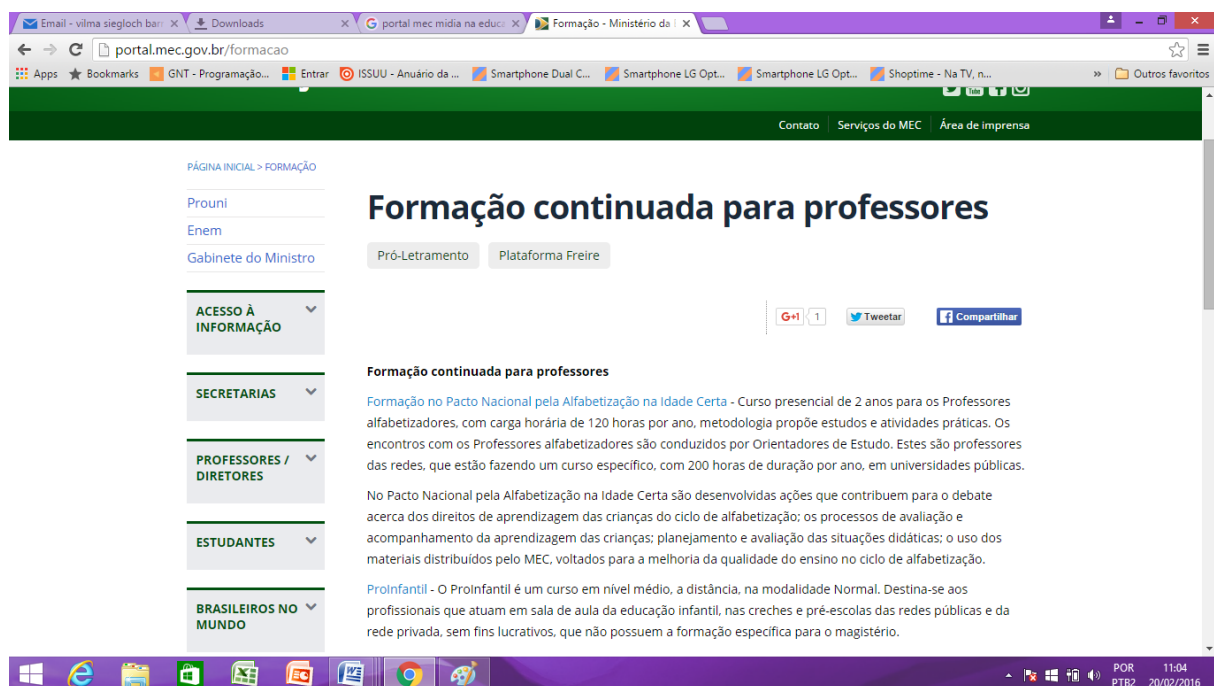 Email - vilma siegloch barr
Downloads
portal mec midia na educa
Formação - Ministério da
portal.mec.gov.br/formacao
Apps
Bookmarks
GNT - Programação...
Entrar
ISSUU - Anuário da ...
Smartphone Dual C...
Smartphone LG Opt...
Smartphone LG Opt...
Shoptime - Na TV, n...
»
Outros favoritos
Contato
Serviços do MEC
Área de imprensa
PÁGINA INICIAL > FORMAÇÃO
Prouni
Enem
Gabinete do Ministro
ACESSO À
INFORMAÇÃO
SECRETARIAS
PROFESSORES /
DIRETORES
ESTUDANTES
BRASILEIROS NO
MUNDO
Formação continuada para professores
Pró-Letramento
Plataforma Freire
G+1
1
Tweetar
Compartilhar
Formação continuada para professores
Formação no Pacto Nacional pela Alfabetização na Idade Certa - Curso presencial de 2 anos para os Professores
alfabetizadores, com carga horária de 120 horas por ano, metodologia propõe estudos e atividades práticas. Os
encontros com os Professores alfabetizadores são conduzidos por Orientadores de Estudo. Estes são professores
das redes, que estão fazendo um curso específico, com 200 horas de duração por ano, em universidades públicas.
No Pacto Nacional pela Alfabetização na Idade Certa são desenvolvidas ações que contribuem para o debate
acerca dos direitos de aprendizagem das crianças do ciclo de alfabetização; os processos de avaliação e
acompanhamento da aprendizagem das crianças; planejamento e avaliação das situações didáticas; o uso dos
materiais distribuídos pelo MEC, voltados para a melhoria da qualidade do ensino no ciclo de alfabetização.
ProInfantil - O ProInfantil é um curso em nível médio, a distância, na modalidade Normal. Destina-se aos
profissionais que atuam em sala de aula da educação infantil, nas creches e pré-escolas das redes públicas e da
rede privada, sem fins lucrativos, que não possuem a formação específica para o magistério.
POR
PTB2
11:04
20/02/2016